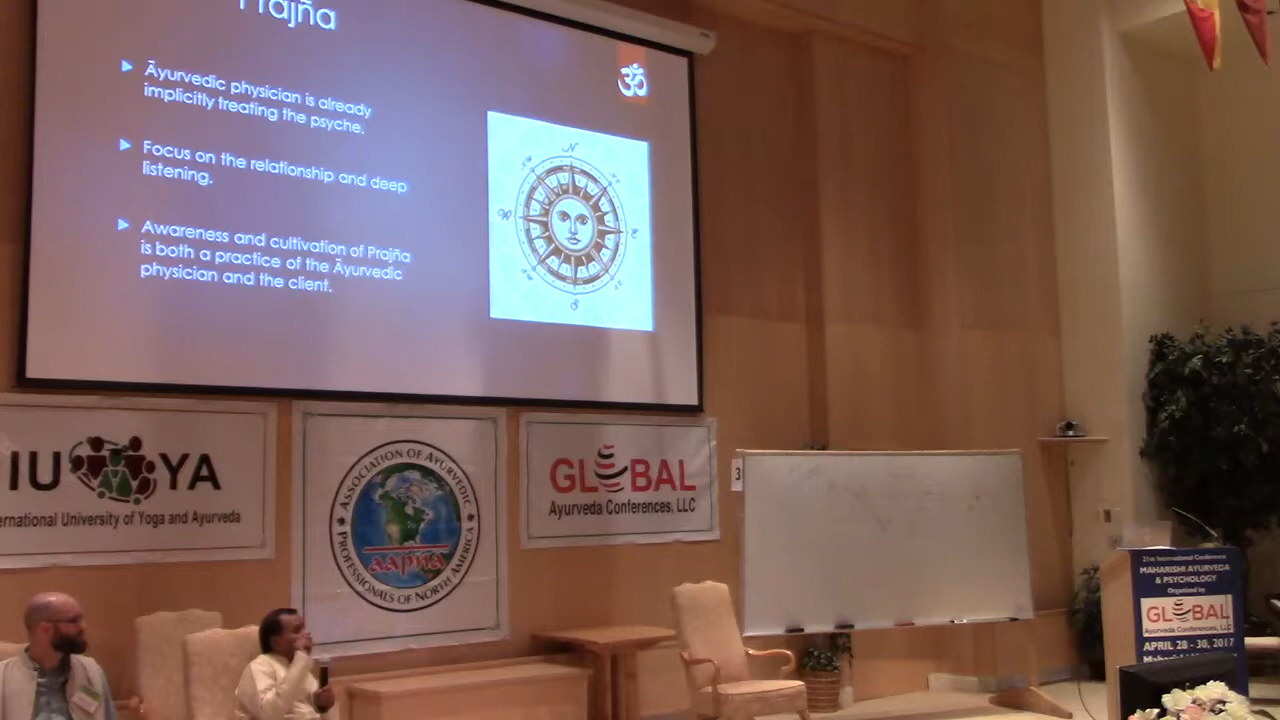 Prajña
Āyurvedic physician is already
implicitly treating the psyche.
Focus on the relationship and deep
listening.
Awareness and cultivation of Prajña
is both a practice of the Āyurvedic
physician and the client.
ॐ
N
W
S
IU YA
ernational University of Yoga and Ayurveda
ASSOCIATION OF AYURVEDIC
PROFESSIONALS OF NORTH AMERICA
aapna
GLOBAL
Ayurveda Conferences, LLC
3
21st International Conference
MAHARISHI AYURVEDA
& PSYCHOLOGY
Organized by
GLOBAL
Ayurveda Conferences, LLC
APRIL 28 - 30, 2017